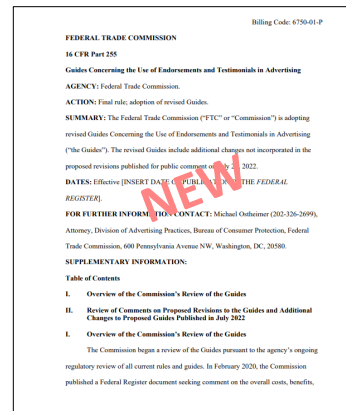 Billing Code: 6750-01-P
FEDERAL TRADE COMMISSION
16 CFR Part 255
Guides Concerning the Use of Endorsements and Testimonials in Advertising
AGENCY: Federal Trade Commission.
ACTION: Final rule; adoption of revised Guides.
SUMMARY: The Federal Trade Commission ("FTC" or "Commission") is adopting
revised Guides Concerning the Use of Endorsements and Testimonials in Advertising
("the Guides"). The revised Guides include additional changes not incorporated in the
proposed revisions published for public comment on July 2022.
DATES: Effective [INSERT DATE OF THE FEDERAL
REGISTER].
NEW
FOR FURTHER INFORMATION CONTACT: Michael Ostheimer (202-326-2699),
Attorney, Division of Advertising Practices, Bureau of Consumer Protection, Federal
Trade Commission, 600 Pennsylvania Avenue NW, Washington, DC, 20580.
SUPPLEMENTARY INFORMATION:
Table of Contents
I. Overview of the Commission's Review of the Guides
II. Review of Comments on Proposed Revisions to the Guides and Additional
Changes to Proposed Guides Published in July 2022
I. Overview of the Commission's Review of the Guides
The Commission began a review of the Guides pursuant to the agency's ongoing
regulatory review of all current rules and guides. In February 2020, the Commission
published a Federal Register document seeking comment on the overall costs, benefits,